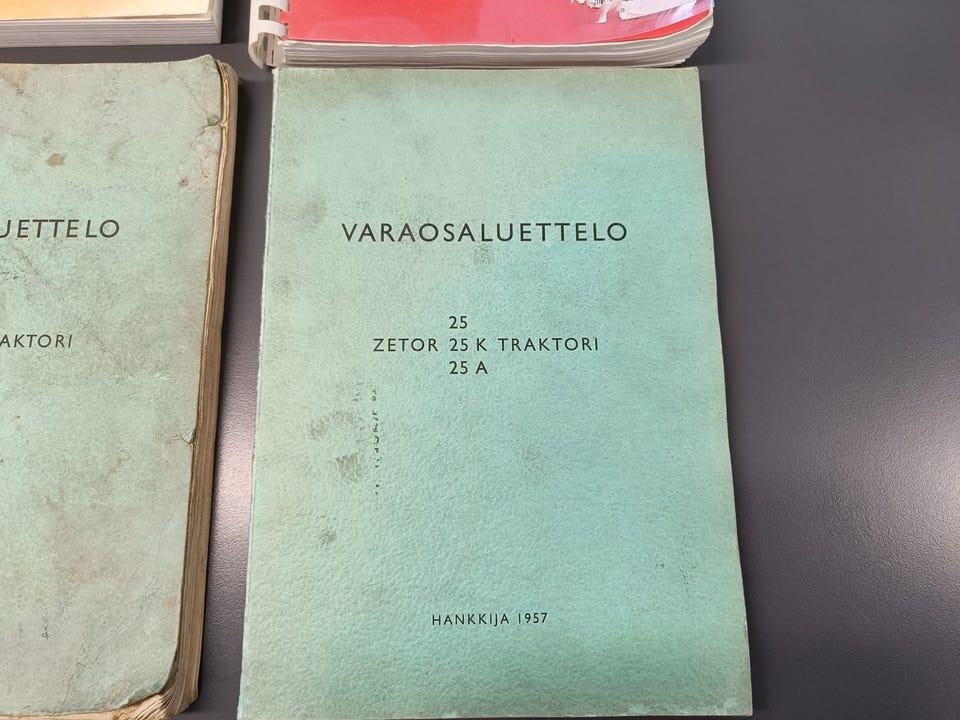 VARAOSALUETTELO
25
ZETOR 25 K TRAKTORI
25 A
HANKKIJA 1957
UETTELO
AKTORI